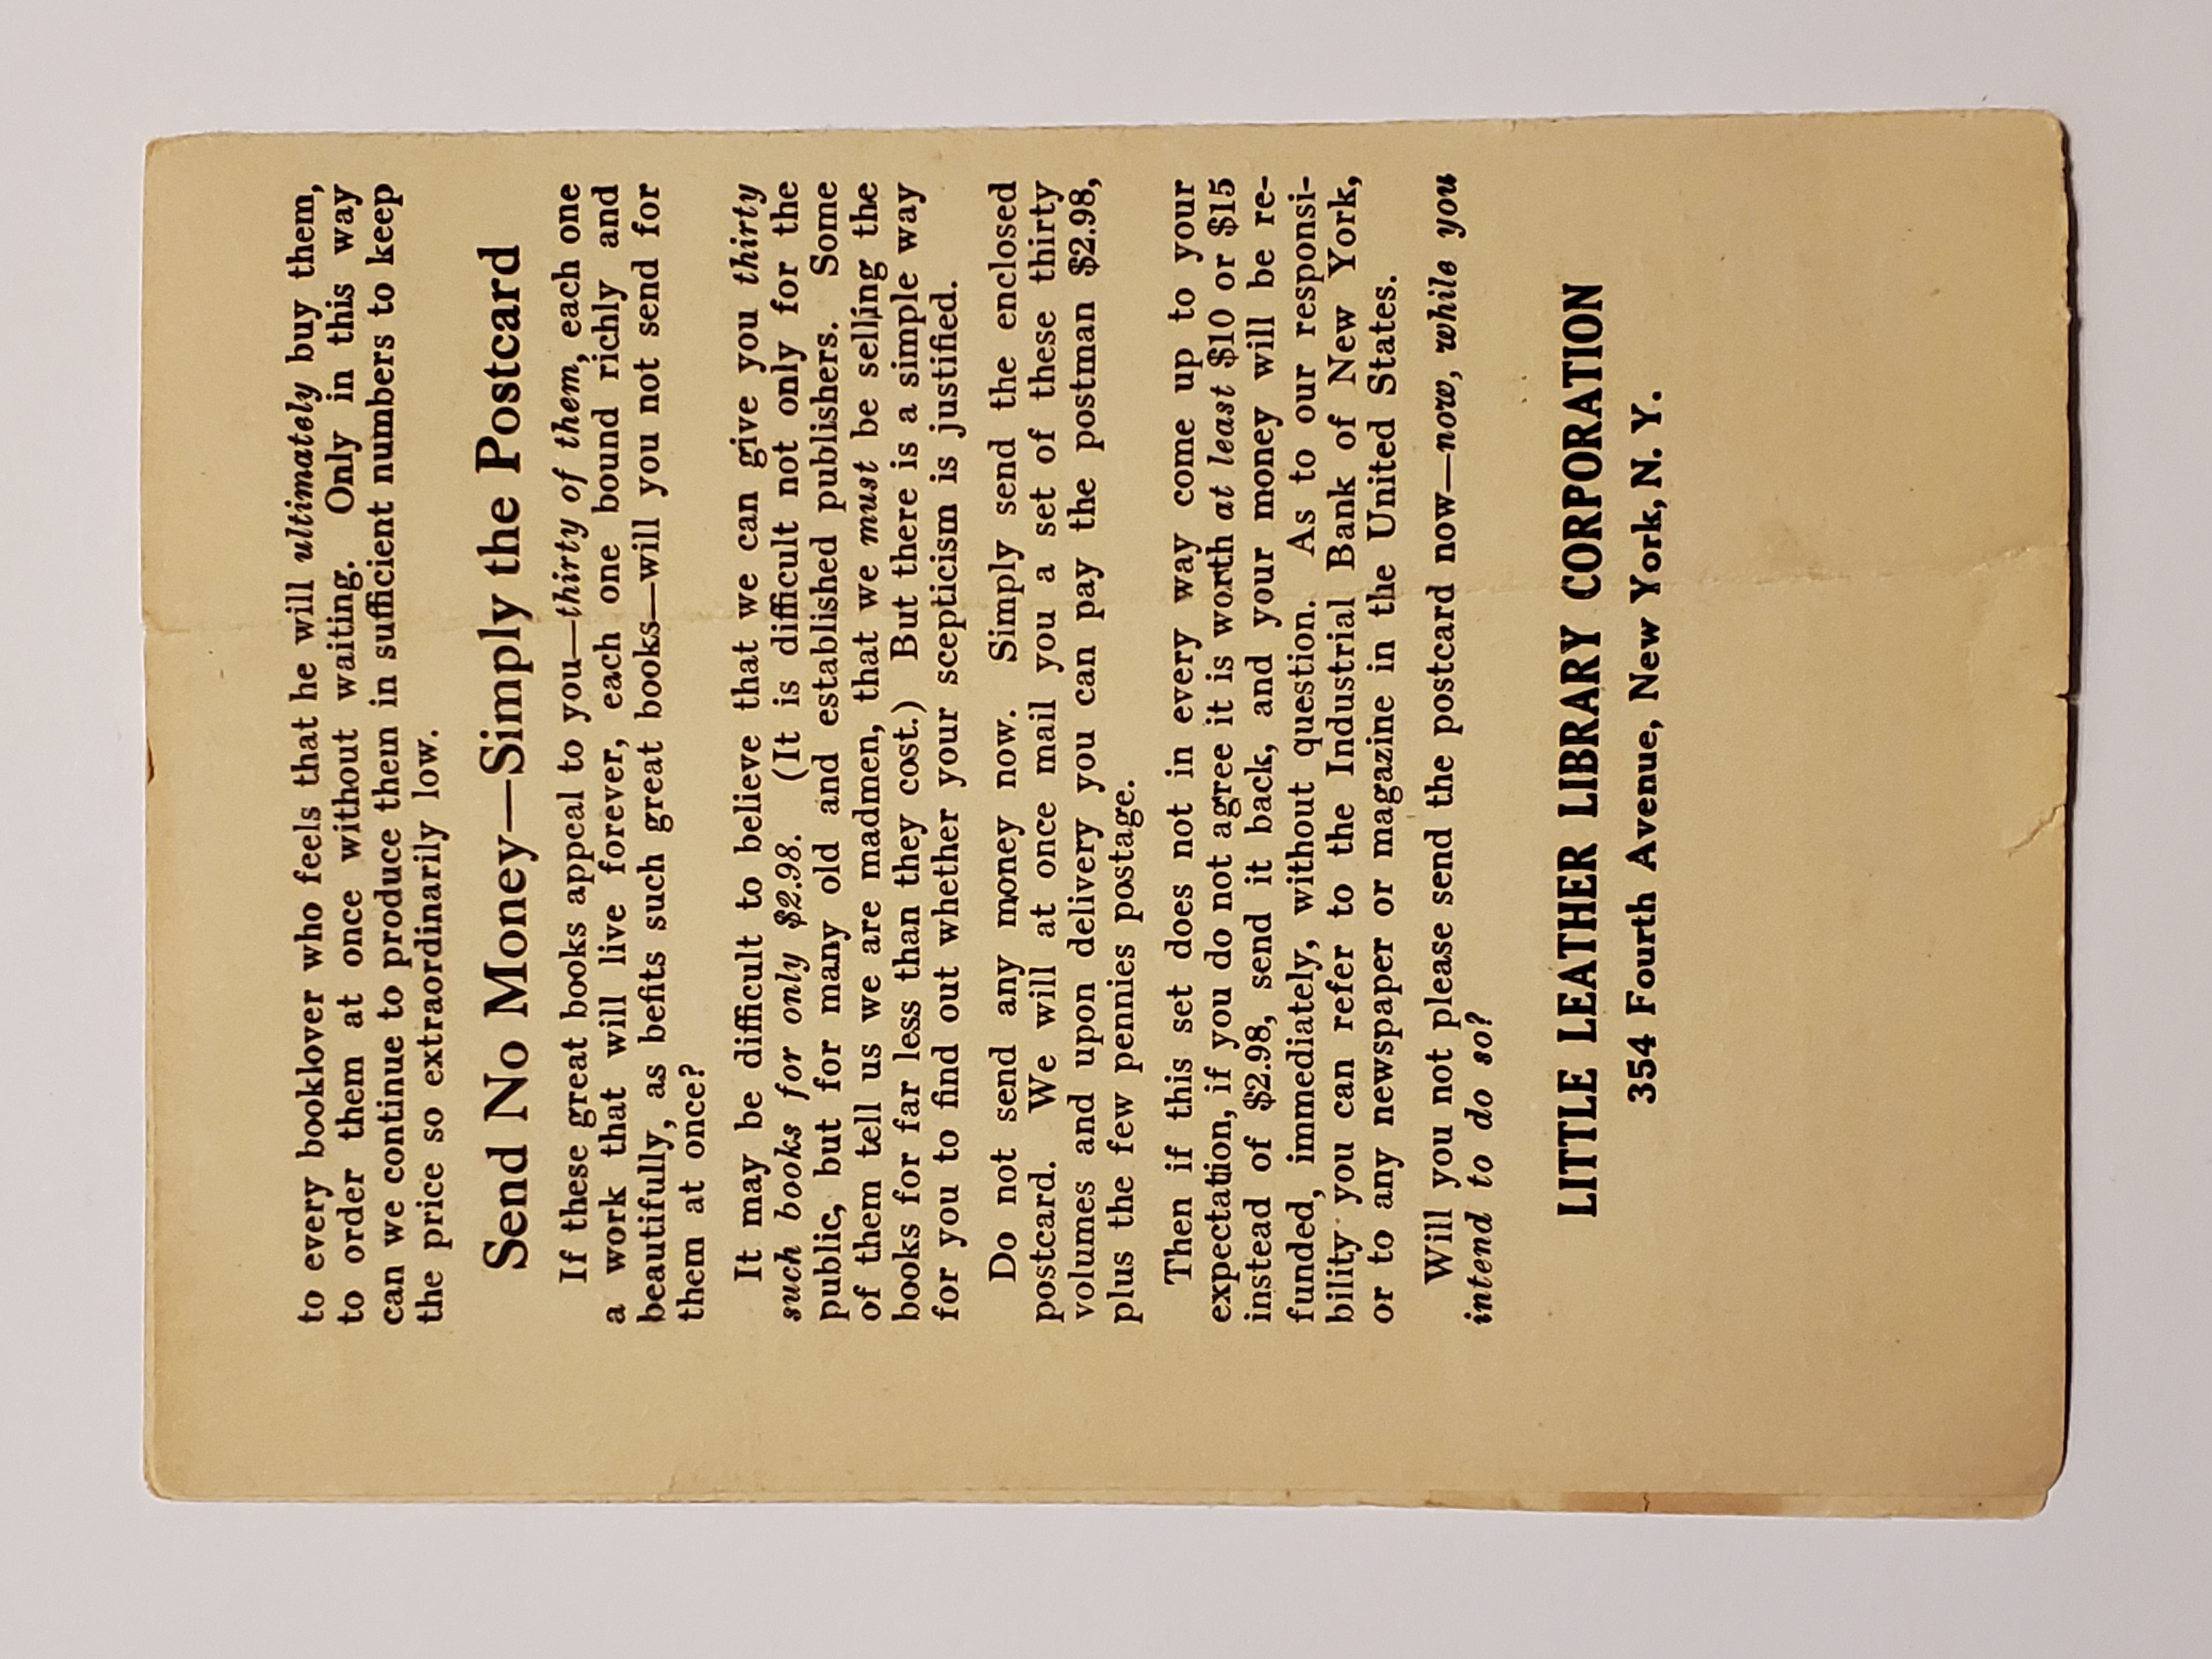 to every booklover who feels that he will ultimately buy them,
to order them at once without waiting. Only in this way
can we continue to produce them in sufficient numbers to keep
the price so extraordinarily low.
Send No Money—Simply the Postcard
If these great books appeal to you—thirty of them, each one
a work that will live forever, each one bound richly and
beautifully, as befits such great books—will you not send for
them at once?
It may be difficult to believe that we can give you thirty
such books for only $2.98. (It is difficult not only for the
public, but for many old and established publishers. Some
of them tell us we are madmen, that we must be selling the
books for far less than they cost.) But there is a simple way
for you to find out whether your scepticism is justified.
Do not send any money now. Simply send the enclosed
postcard. We will at once mail you a set of these thirty
volumes and upon delivery you can pay the postman $2.98,
plus the few pennies postage.
Then if this set does not in every way come up to your
expectation, if you do not agree it is worth at least $10 or $15
instead of $2.98, send it back, and your money will be re-
funded, immediately, without question. As to our responsi-
bility you can refer to the Industrial Bank of New York,
or to any newspaper or magazine in the United States.
Will you not please send the postcard now—now, while you
intend to do so?
LITTLE LEATHER LIBRARY CORPORATION
354 Fourth Avenue, New York, N. Y.